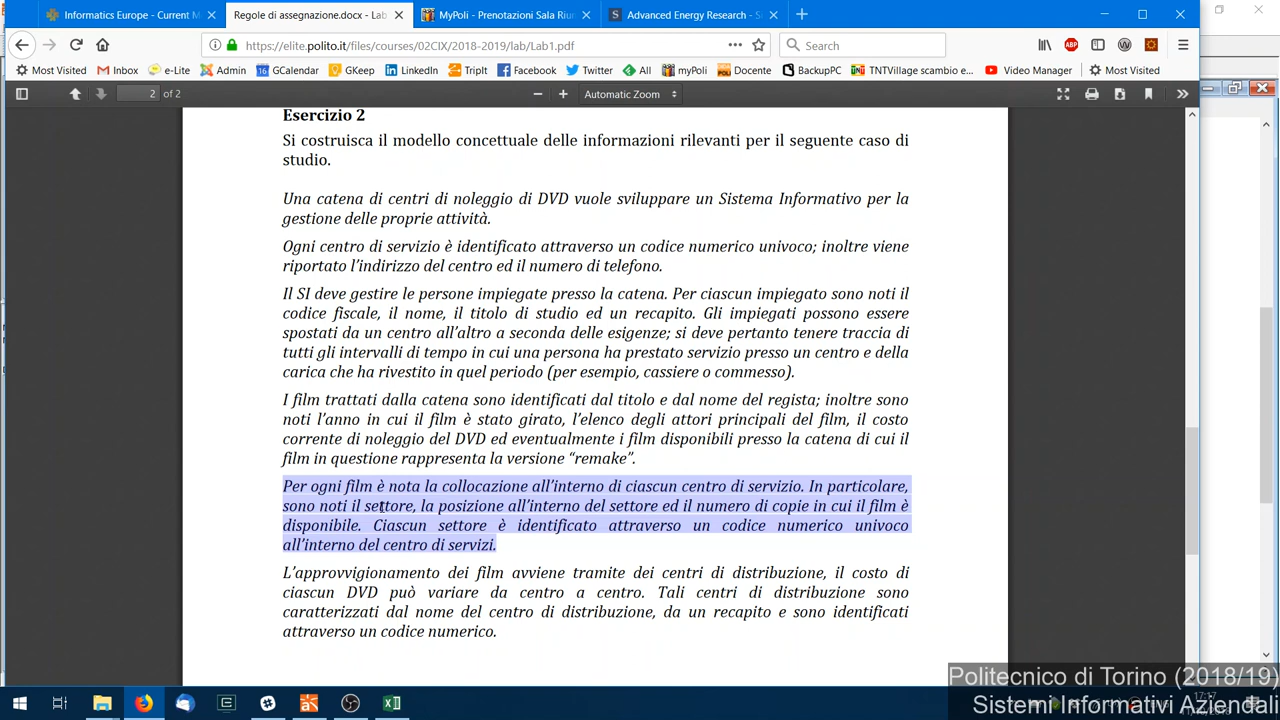 Informatics Europe - Current M
Regole di assegnazione.docx - Lab
MyPoli - Prenotazioni Sala Riun
Advanced Energy Research - S
https://elite.polito.it/files/courses/02CIX/2018-2019/lab/Lab1.pdf
Search
Most Visited
Inbox
e-Lite
Admin
GCalendar
GKeep
LinkedIn
TripIt
Facebook
Twitter
All
myPoli
Docente
BackupPC
TNTVillage scambio e...
Video Manager
Most Visited
2 of 2
Automatic Zoom
Esercizio 2
Si costruisca il modello concettuale delle informazioni rilevanti per il seguente caso di
studio.
Una catena di centri di noleggio di DVD vuole sviluppare un Sistema Informativo per la
gestione delle proprie attività.
Ogni centro di servizio è identificato attraverso un codice numerico univoco; inoltre viene
riportato l'indirizzo del centro ed il numero di telefono.
Il SI deve gestire le persone impiegate presso la catena. Per ciascun impiegato sono noti il
codice fiscale, il nome, il titolo di studio ed un recapito. Gli impiegati possono essere
spostati da un centro all'altro a seconda delle esigenze; si deve pertanto tenere traccia di
tutti gli intervalli di tempo in cui una persona ha prestato servizio presso un centro e della
carica che ha rivestito in quel periodo (per esempio, cassiere o commesso).
I film trattati dalla catena sono identificati dal titolo e dal nome del regista; inoltre sono
noti l'anno in cui il film è stato girato, l'elenco degli attori principali del film, il costo
corrente di noleggio del DVD ed eventualmente i film disponibili presso la catena di cui il
film in questione rappresenta la versione “remake”.
Per ogni film è nota la collocazione all'interno di ciascun centro di servizio. In particolare,
sono noti il settore, la posizione all'interno del settore ed il numero di copie in cui il film è
disponibile. Ciascun settore è identificato attraverso un codice numerico univoco
all'interno del centro di servizi.
L'approvvigionamento dei film avviene tramite dei centri di distribuzione, il costo di
ciascun DVD può variare da centro a centro. Tali centri di distribuzione sono
caratterizzati dal nome del centro di distribuzione, da un recapito e sono identificati
attraverso un codice numerico.
Politecnico di Torino (2018/19)
Sistemi Informativi Aziendali
17:17